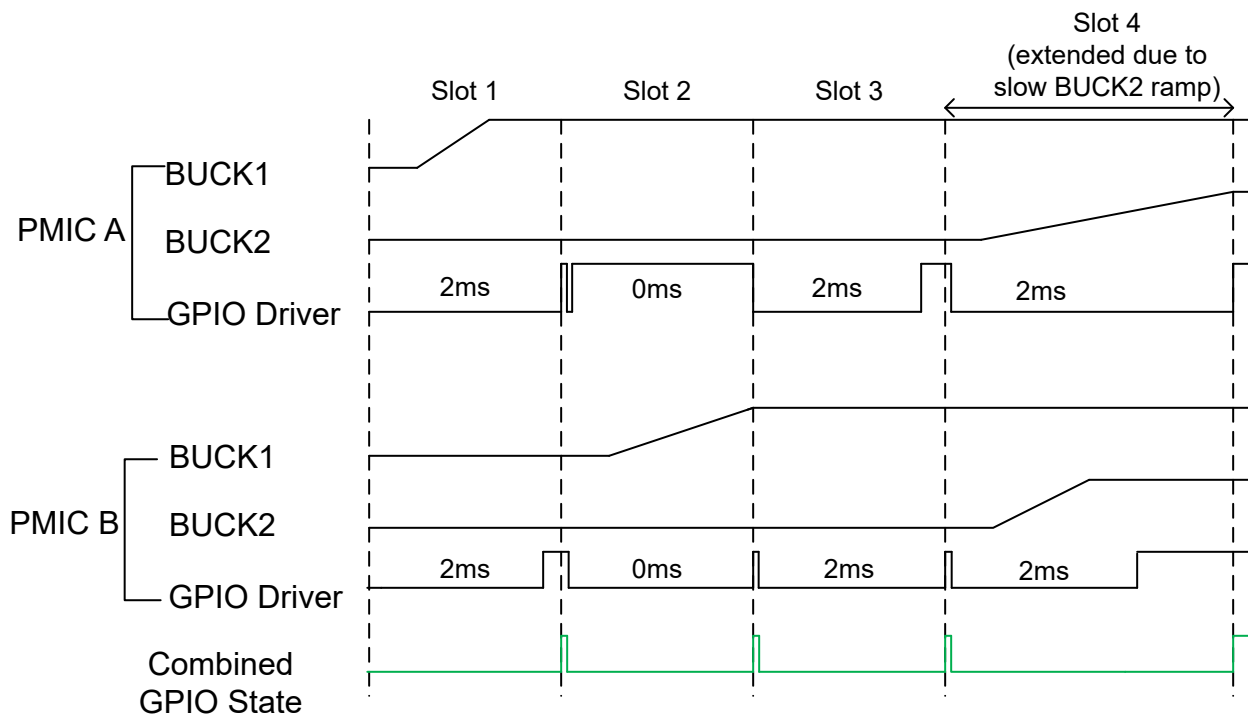 Slot 4
(extended due to
slow BUCK2 ramp)
Slot 1
Slot 2
Slot 3
BUCK1
PMIC A
BUCK2
2ms
0ms
2ms
2ms
GPIO Driver
BUCK1
PMIC B
BUCK2
2ms
0ms
2ms
2ms
GPIO Driver
Combined
GPIO State